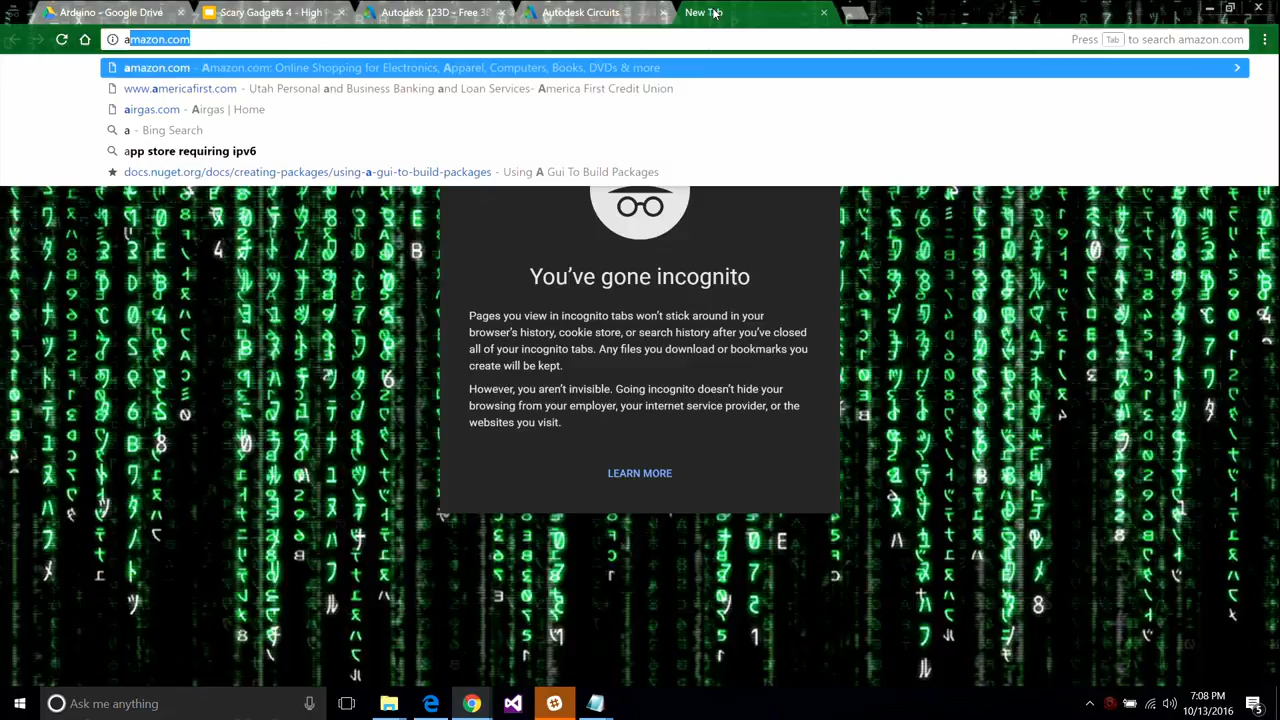 Arduino - Google Drive
Scary Gadgets 4 - High
Autodesk 123D - Free 3
Autodesk Circuits
New Tab
amazon.com
Press Tab to search amazon.com
amazon.com - Amazon.com: Online Shopping for Electronics, Apparel, Computers, Books, DVDs & more
www.americafirst.com - Utah Personal and Business Banking and Loan Services- America First Credit Union
airgas.com - Airgas | Home
a - Bing Search
app store requiring ipv6
docs.nuget.org/docs/creating-packages/using-a-gui-to-build-packages - Using A Gui To Build Packages
You've gone incognito
Pages you view in incognito tabs won't stick around in your
browser's history, cookie store, or search history after you've closed
all of your incognito tabs. Any files you download or bookmarks you
create will be kept.
However, you aren't invisible. Going incognito doesn't hide your
browsing from your employer, your internet service provider, or the
websites you visit.
LEARN MORE
Ask me anything
7:08 PM
10/13/2016
5